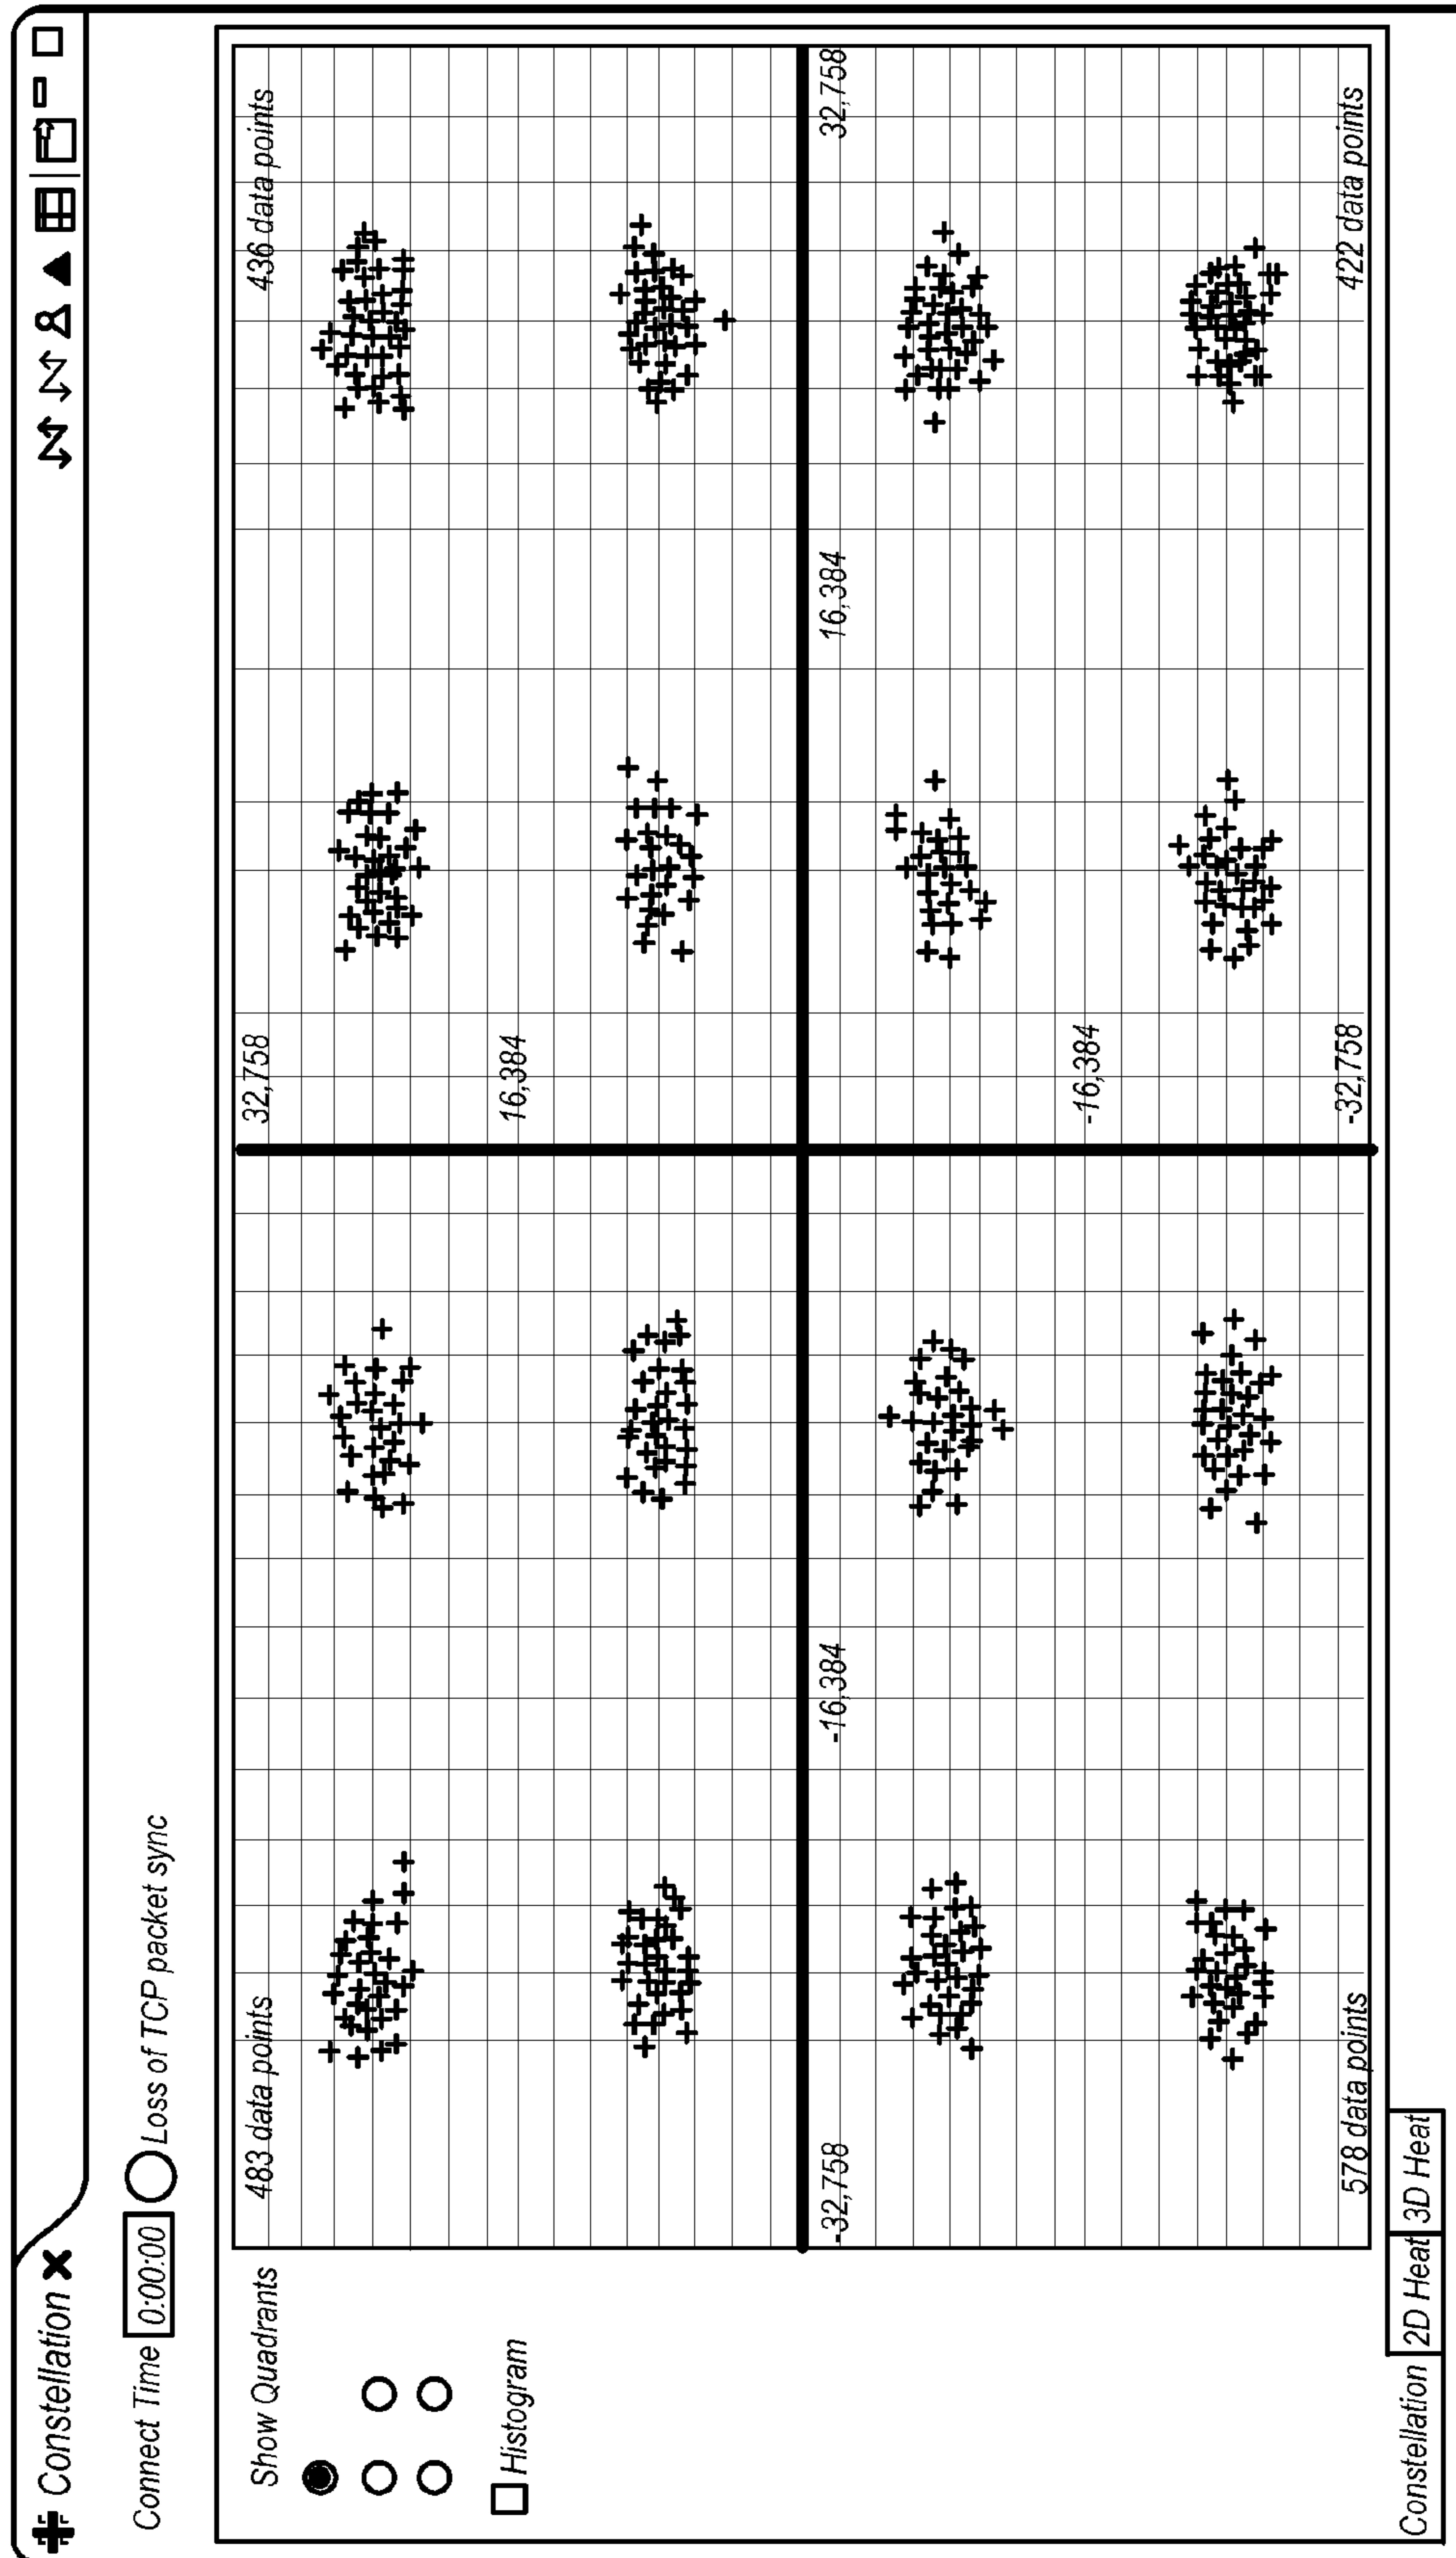 Constellation
Connect Time 0:00:00 Loss of TCP packet sync
Show Quadrants
Histogram
483 data points
436 data points
32,758
16,384
-32,758
-16,384
16,384
32,758
-16,384
-32,758
578 data points
422 data points
Constellation
2D Heat
3D Heat